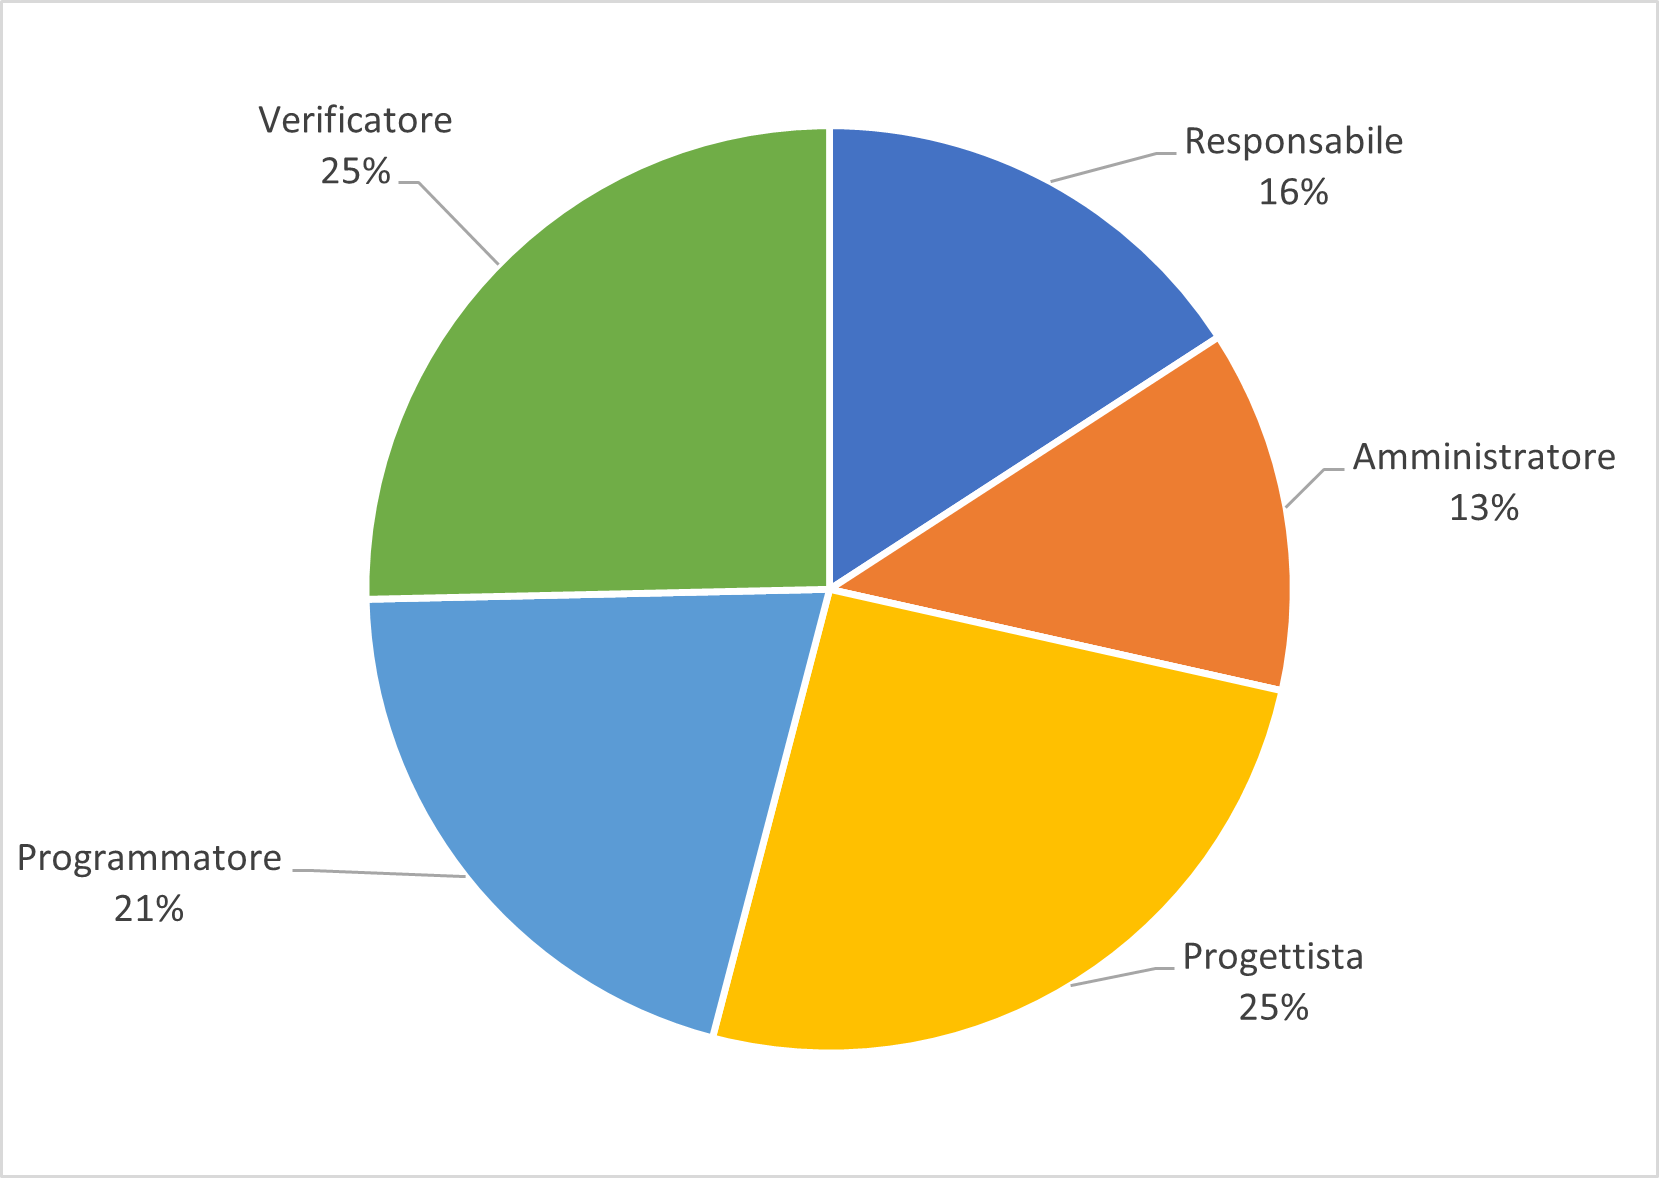 Verificatore
25%
Responsabile
16%
Amministratore
13%
Programmatore
21%
Progettista
25%